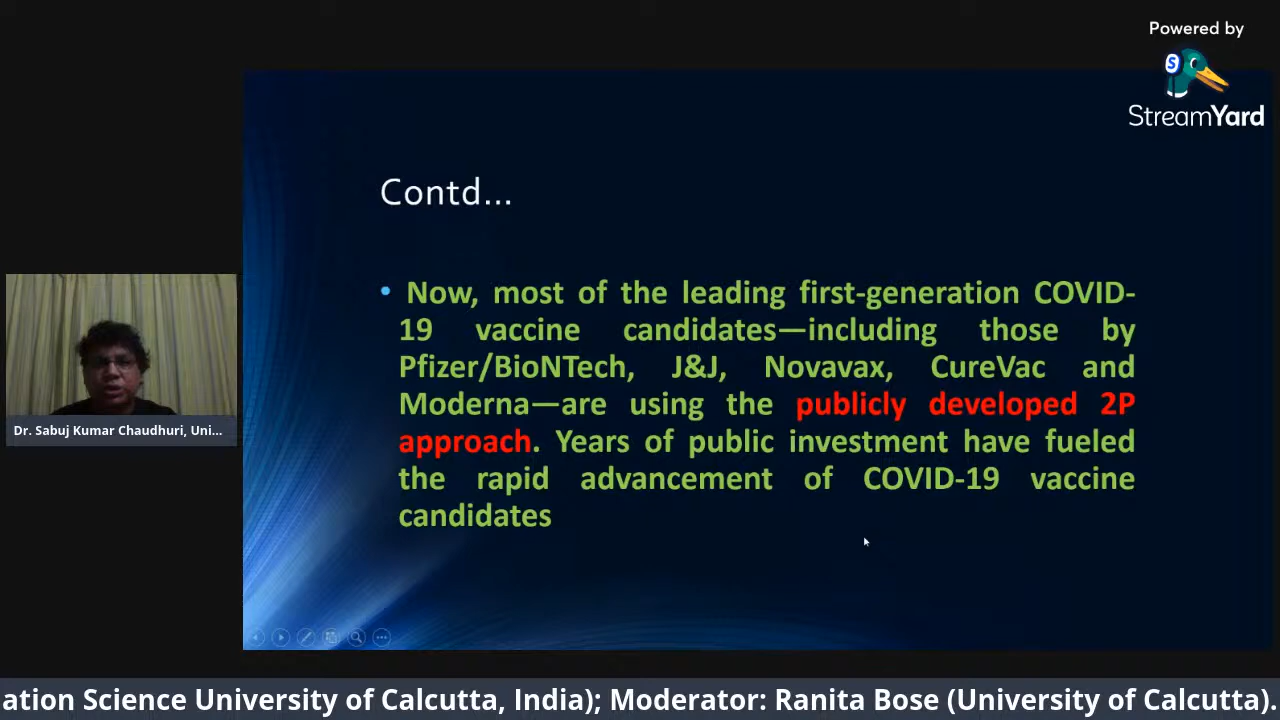 Powered by
StreamYard
Contd...
• Now, most of the leading first-generation COVID-
19 vaccine candidates—including those by
Pfizer/BioNTech, J&J, Novavax, CureVac and
Moderna—are using the publicly developed 2P
approach. Years of public investment have fueled
the rapid advancement of COVID-19 vaccine
candidates
Dr. Sabuj Kumar Chaudhuri, Uni...
ation Science University of Calcutta, India); Moderator: Ranita Bose (University of Calcutta).